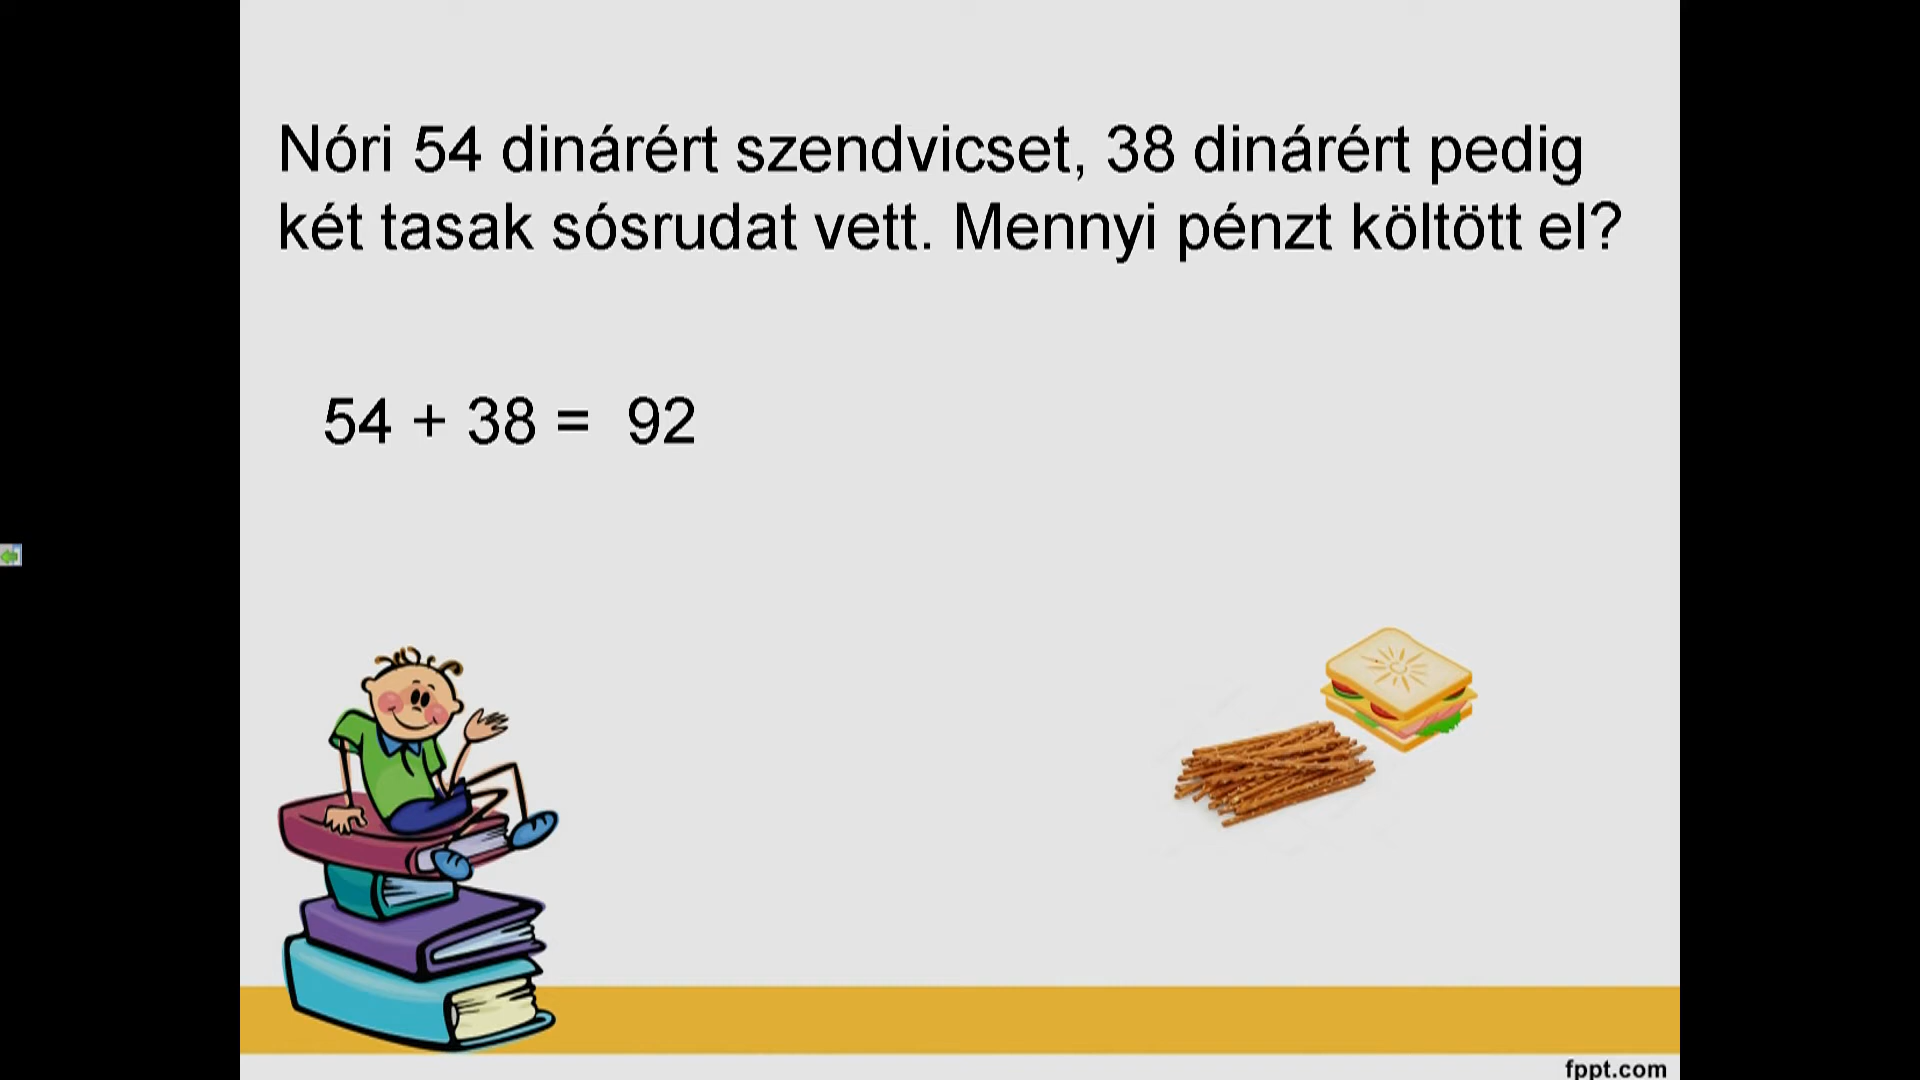 Nóri 54 dinárért szendvicset, 38 dinárért pedig
két tasak sósrudat vett. Mennyi pénzt költött el?
54 + 38 = 92
fppt.com